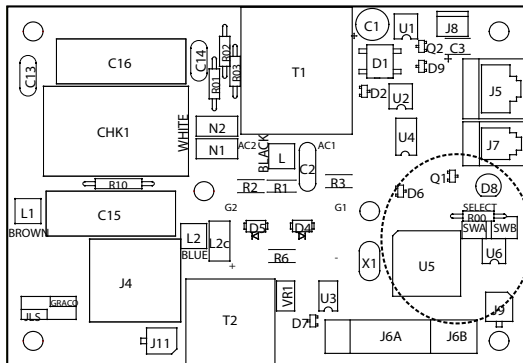 C1
U1
J8
C16
C14
R02
R01
R03
T1
Q2
C3
D1
D9
C13
D2
U2
J5
CHK1
WHITE
N2
U4
N1
AC2
BLACK
L
C2
AC1
J7
R10
R2
R1
R3
Q1
D8
D6
L1
C15
G2
G1
SELECT
R00
BROWN
L2
L2c
D5
D4
SWA
SWB
BLUE
+
R6
-
X1
U5
U6
J4
GRACO
JLS
VR1
U3
J9
T2
D7
J11
J6A
J6B